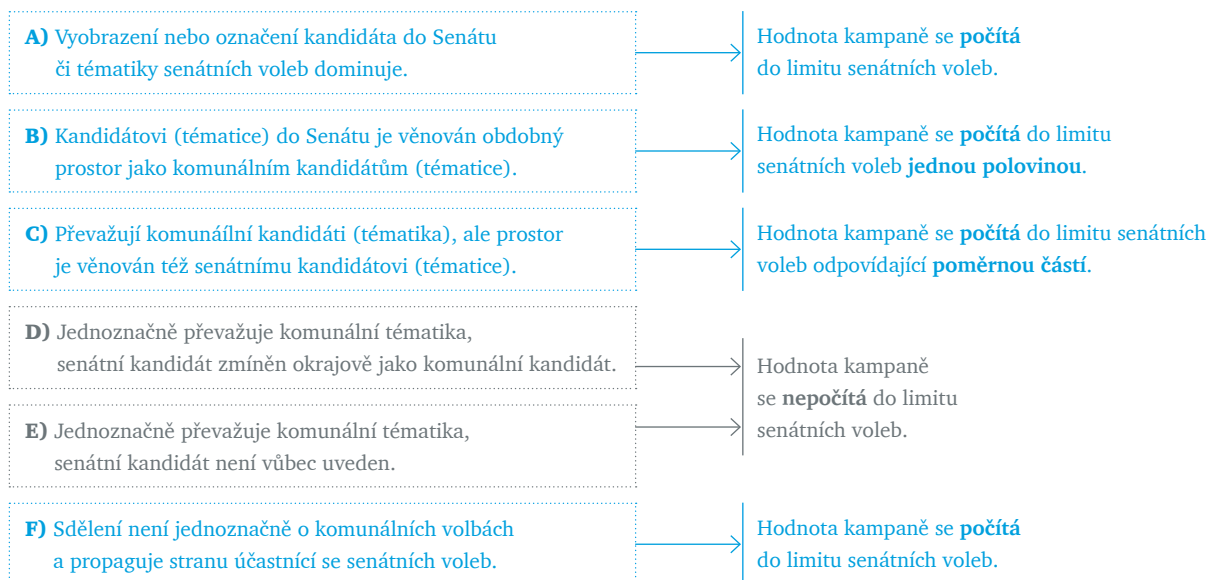 A) Vyobrazení nebo označení kandidáta do Senátu
či tématiky senátních voleb dominuje.
Hodnota kampaně se počítá
do limitu senátních voleb.
B) Kandidátovi (tématice) do Senátu je věnován obdobný
prostor jako komunálním kandidátům (tématice).
Hodnota kampaně se počítá do limitu
senátních voleb jednou polovinou.
C) Převažují komunáílní kandidáti (tématika), ale prostor
je věnován též senátnímu kandidátovi (tématice).
Hodnota kampaně se počítá do limitu senátních
voleb odpovídající poměrnou částí.
D) Jednoznačně převažuje komunální tématika,
senátní kandidát zmíněn okrajově jako komunální kandidát.
E) Jednoznačně převažuje komunální tématika,
senátní kandidát není vůbec uveden.
Hodnota kampaně
se nepočítá do limitu
senátních voleb.
F) Sdělení není jednoznačně o komunálních volbách
a propaguje stranu účastnící se senátních voleb.
Hodnota kampaně se počítá
do limitu senátních voleb.